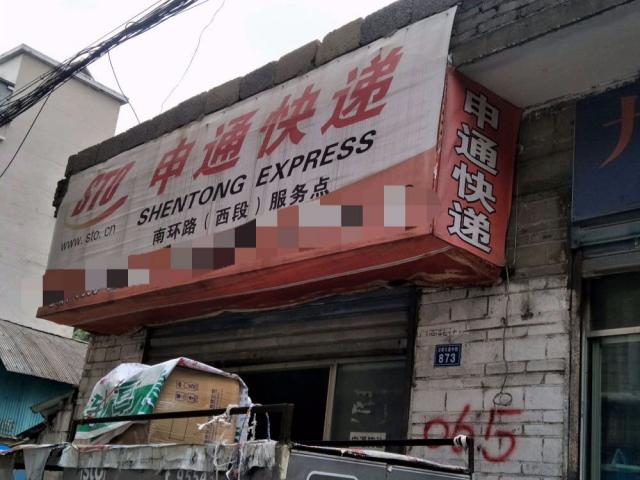 STO 申通快递
SHENTONG EXPRESS
www.sto.cn
南环路（西段）服务点
申通快递
873
0615